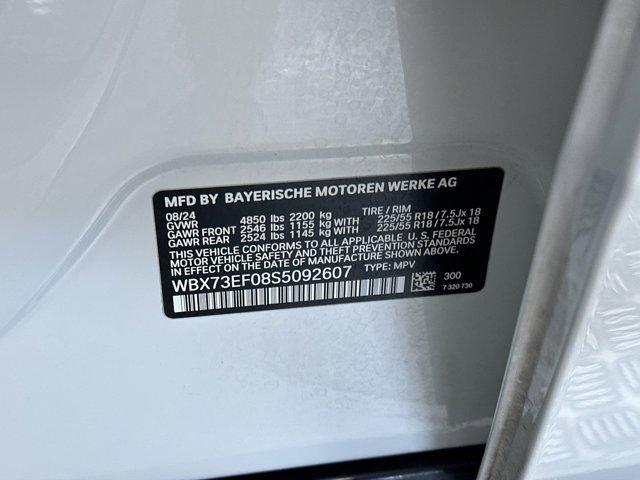 MFD BY BAYERISCHE MOTOREN WERKE AG
08/24 TIRE / RIM
GVWR 4850 lbs 2200 kg
GAWR FRONT 2546 lbs 1155 kg WITH 225/55 R18/7.5Jx18
GAWR REAR 2524 lbs 1145 kg WITH 225/55 R18/7.5Jx18
THIS VEHICLE CONFORMS TO ALL APPLICABLE U. S. FEDERAL
MOTOR VEHICLE SAFETY, BUMPER, AND THEFT PREVENTION
STANDARDS IN EFFECT ON THE DATE OF MANUFACTURE SHOWN ABOVE.
WBX73EF08S5092607 TYPE: MPV
300
7 320 730